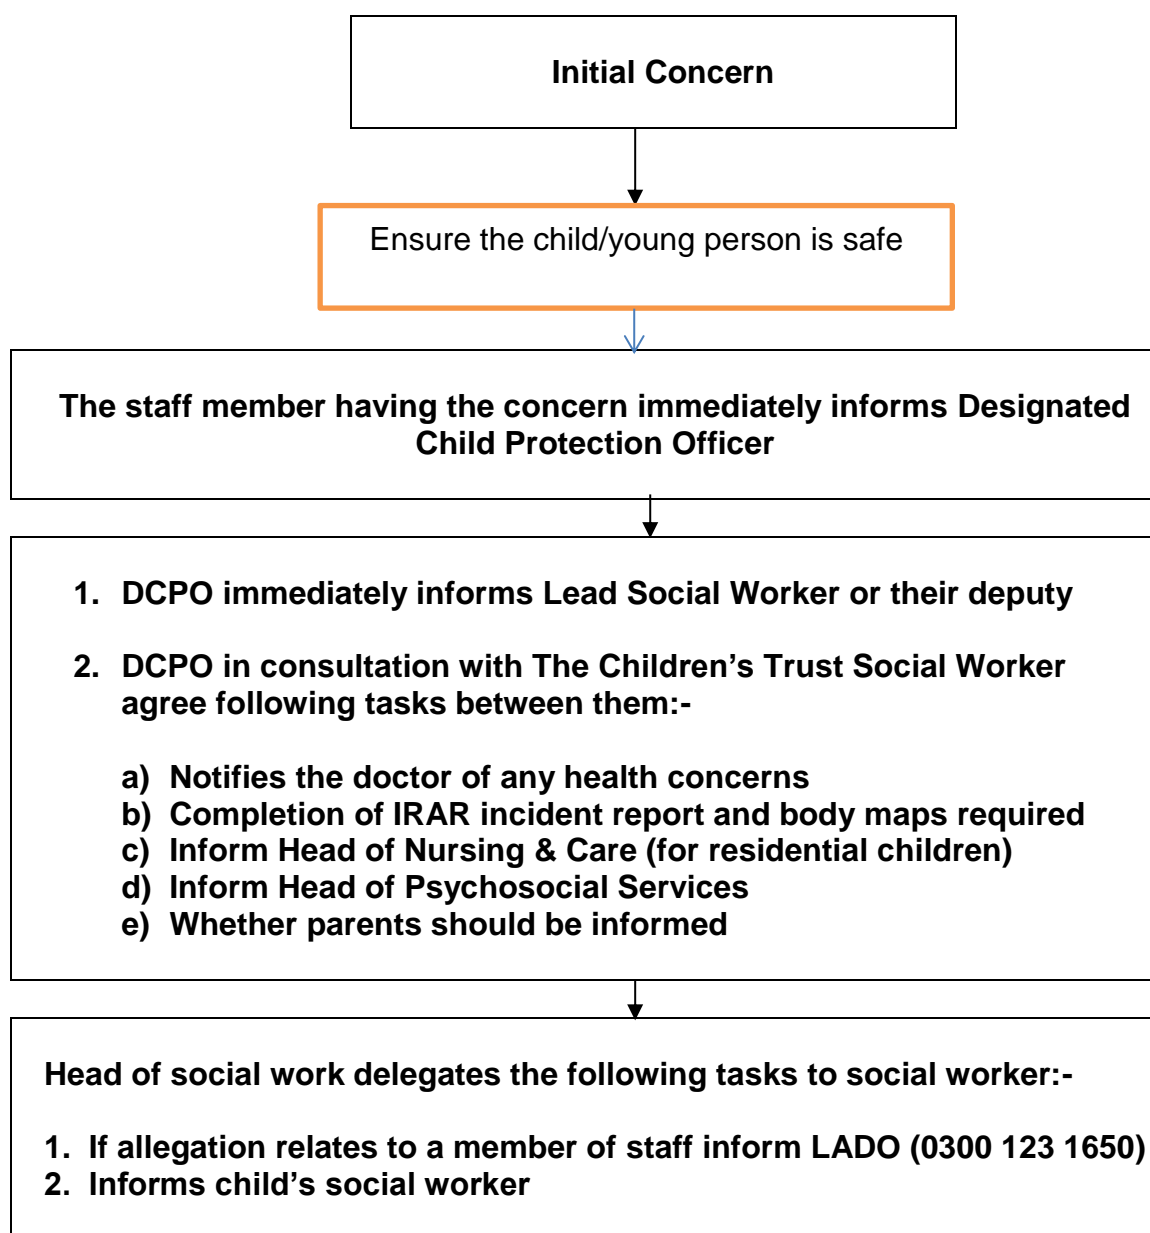 Initial Concern
Ensure the child/young person is safe
The staff member having the concern immediately informs Designated
Child Protection Officer
1. DCPO immediately informs Lead Social Worker or their deputy
2. DCPO in consultation with The Children’s Trust Social Worker
agree following tasks between them:-
a) Notifies the doctor of any health concerns
b) Completion of IRAR incident report and body maps required
c) Inform Head of Nursing & Care (for residential children)
d) Inform Head of Psychosocial Services
e) Whether parents should be informed
Head of social work delegates the following tasks to social worker:-
1. If allegation relates to a member of staff inform LADO (0300 123 1650)
2. Informs child’s social worker